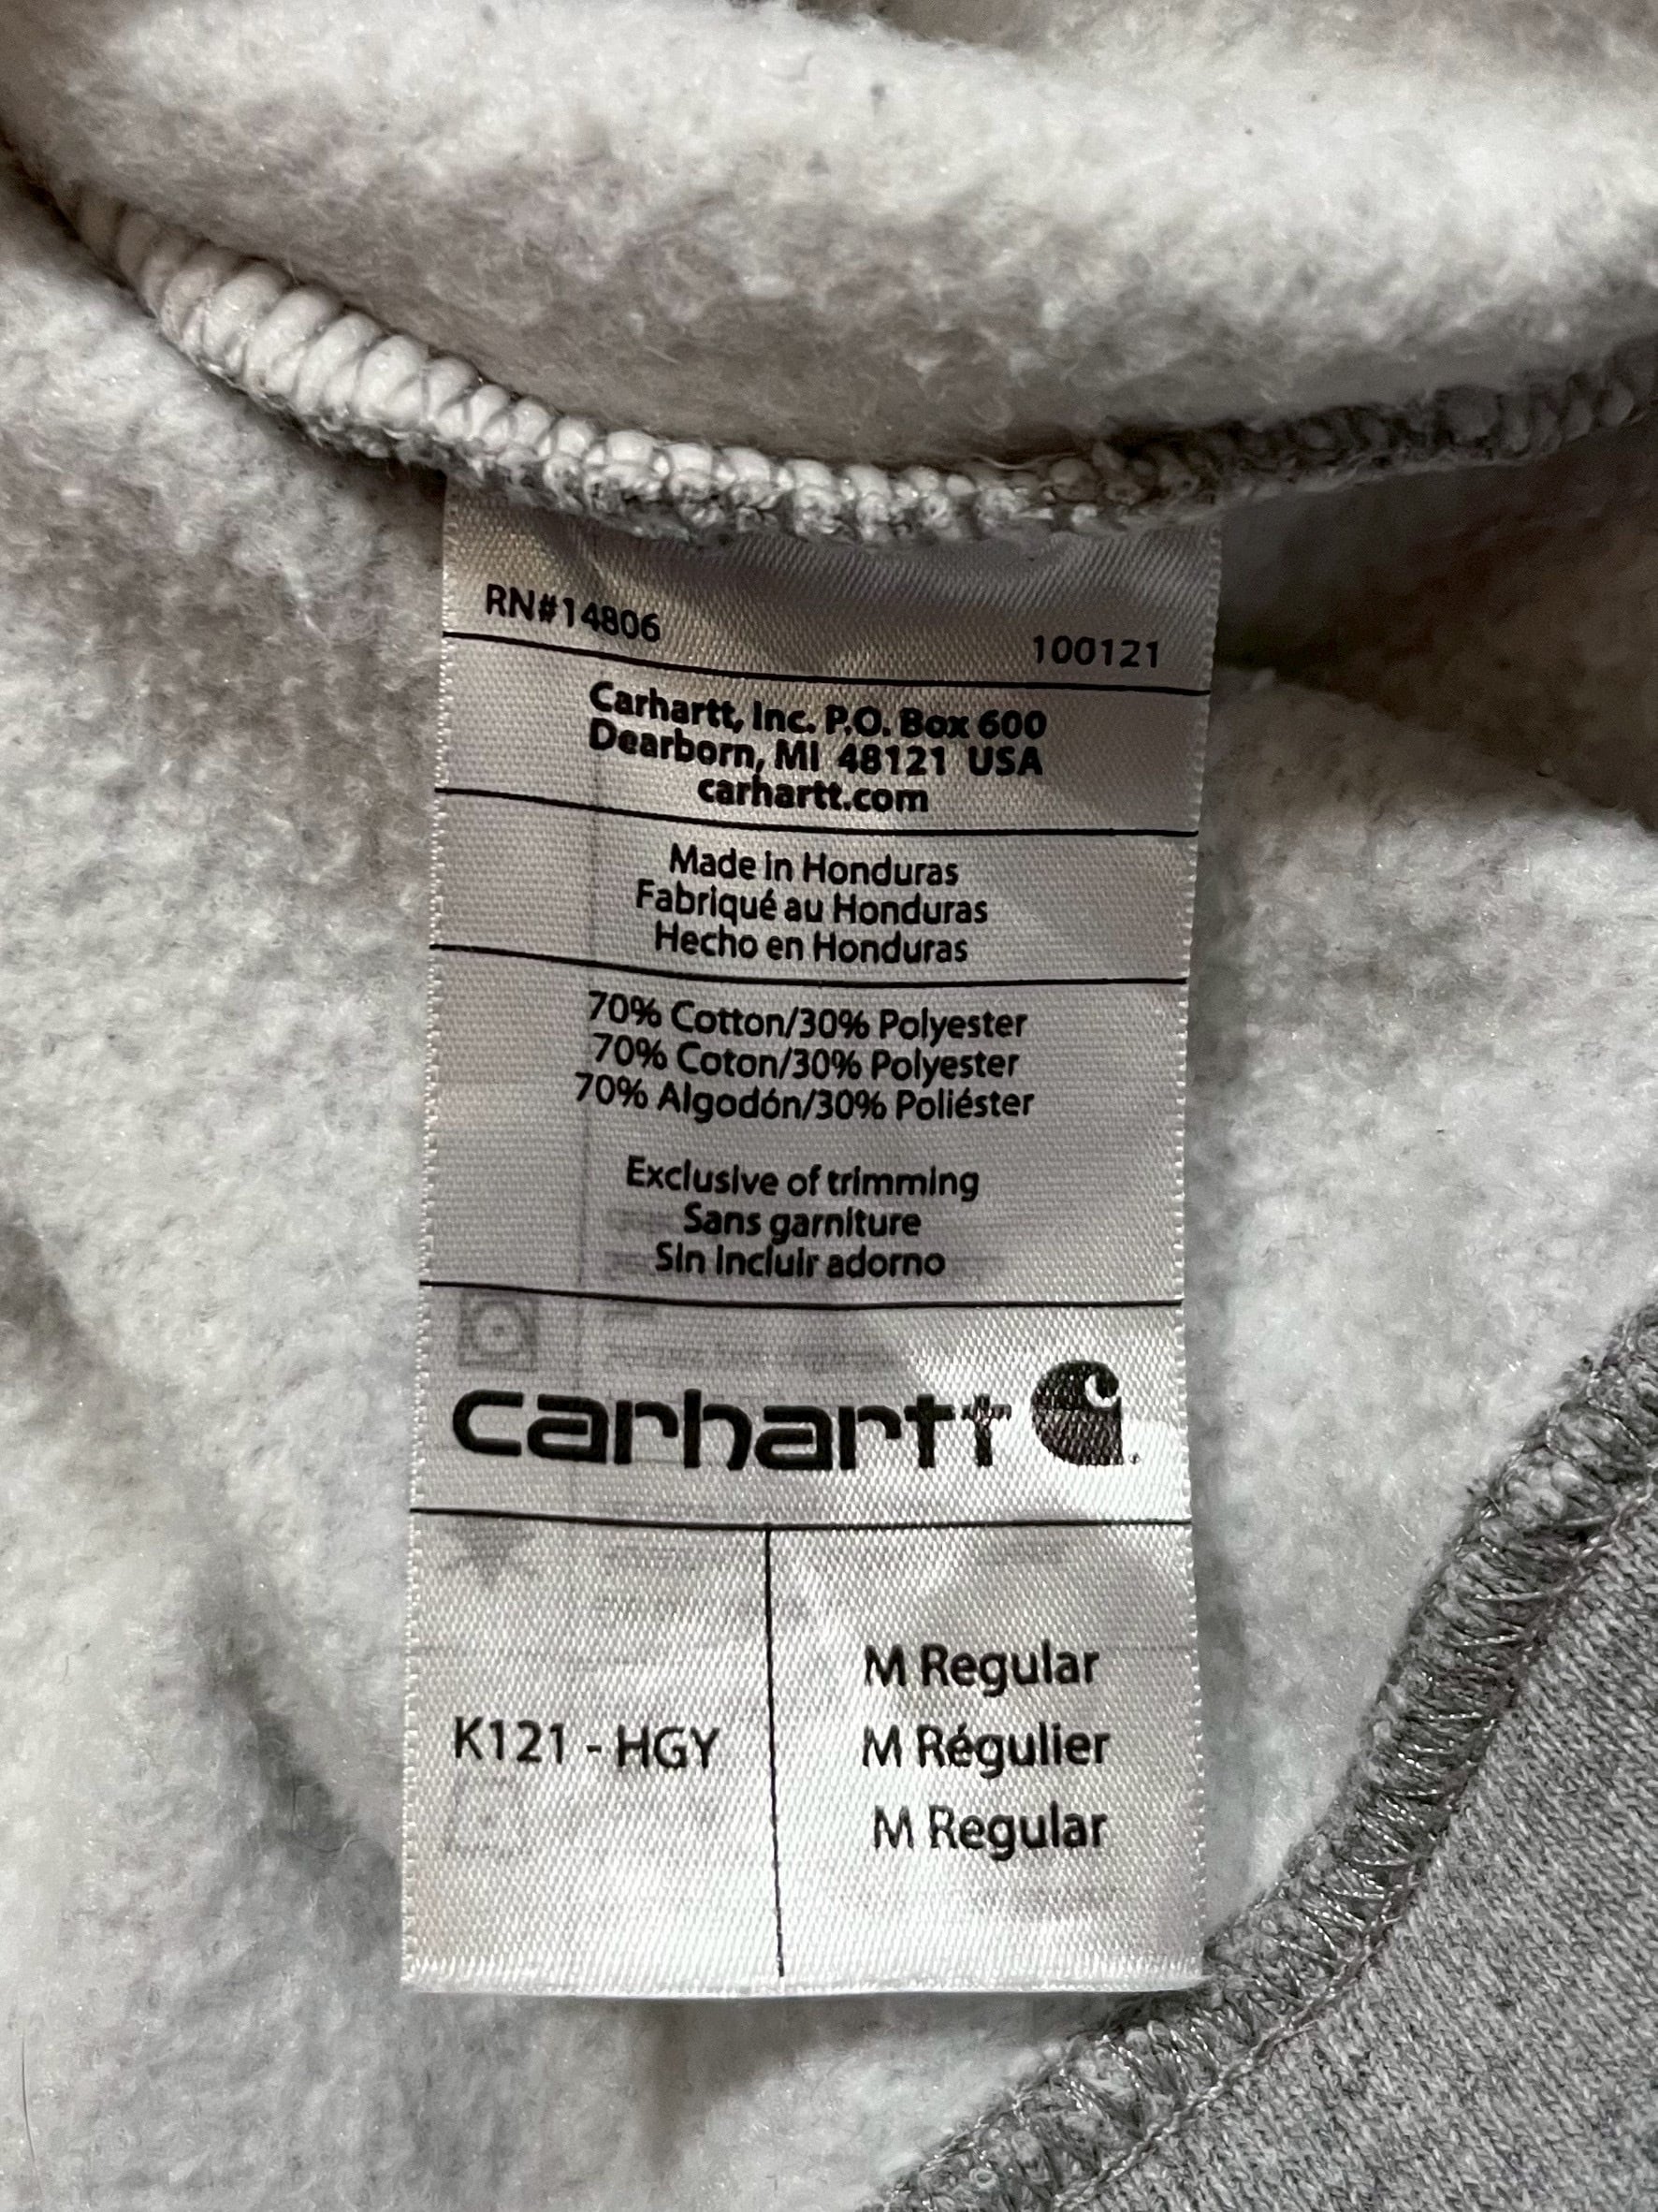 RN#14806
100121
Carhartt, Inc. P.O. Box 600
Dearborn, MI 48121 USA
carhartt.com
Made in Honduras
Fabriqué au Honduras
Hecho en Honduras
70% Cotton/30% Polyester
70% Coton/30% Polyester
70% Algodón/30% Poliéster
Exclusive of trimming
Sans garniture
Sin incluir adorno
carhartt
K121 - HGY
M Regular
M Régulier
M Regular